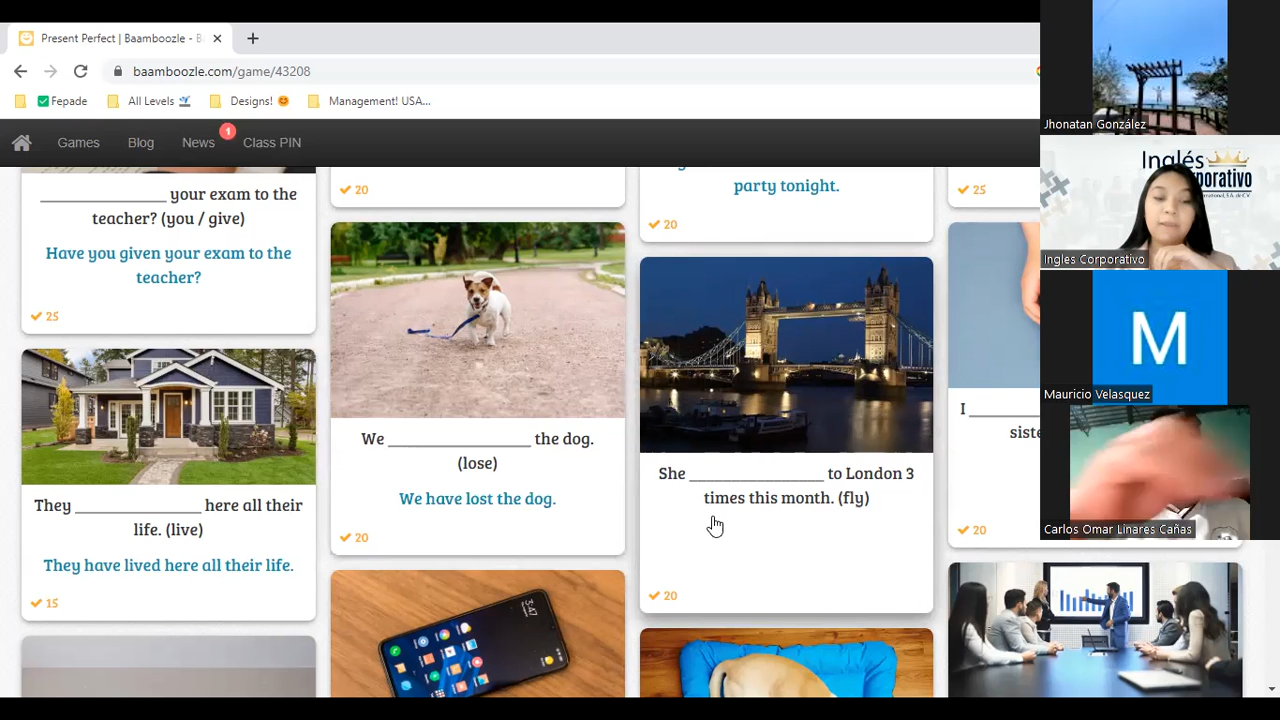 Present Perfect | Baamboozle - B
baamboozle.com/game/43208
Fepade
All Levels
Designs!
Management! USA...
Games
Blog
News
1
Class PIN
______________ your exam to the
teacher? (you / give)
Have you given your exam to the
teacher?
25
They ______________ here all their
life. (live)
They have lived here all their life.
15
20
We ________________ the dog.
(lose)
We have lost the dog.
20
party tonight.
20
She _______________ to London 3
times this month. (fly)
20
25
I ________
siste
20
Jhonatan González
Inglés
porativo
Ingles Corporativo
M
Mauricio Velasquez
Carlos Omar Linares Cañas